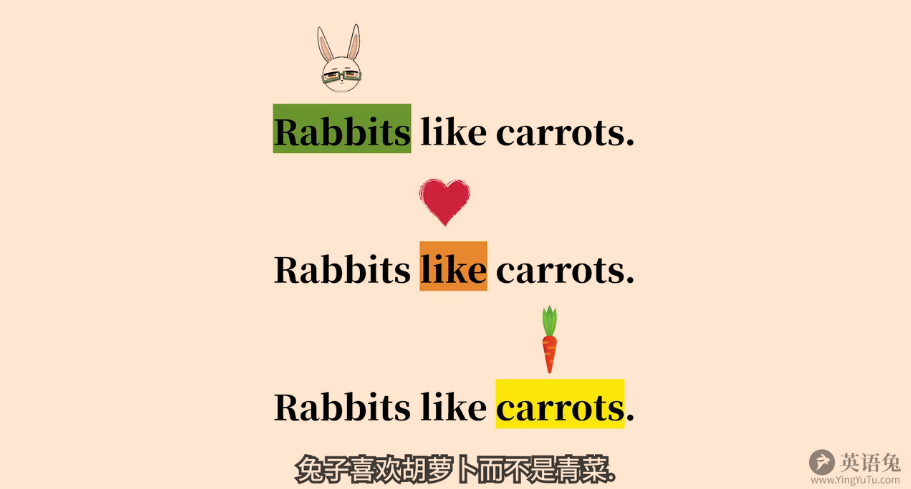 Rabbits like carrots.
Rabbits like carrots.
Rabbits like carrots.
兔子喜欢胡萝卜而不是青菜.
英语兔
www.YingYuTu.com